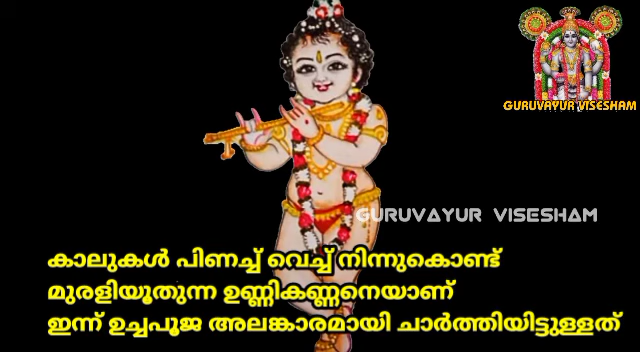 GURUVAYUR VISESHAM
GURUVAYUR VISESHAM
കാലുകൾ പിണച്ച് വെച്ച് നിന്നുകൊണ്ട്
മുരളിയൂതുന്ന ഉണ്ണികണ്ണനെയാണ്
ഇന്ന് ഉച്ചപൂജ അലങ്കാരമായി ചാർത്തിയിട്ടുള്ളത്